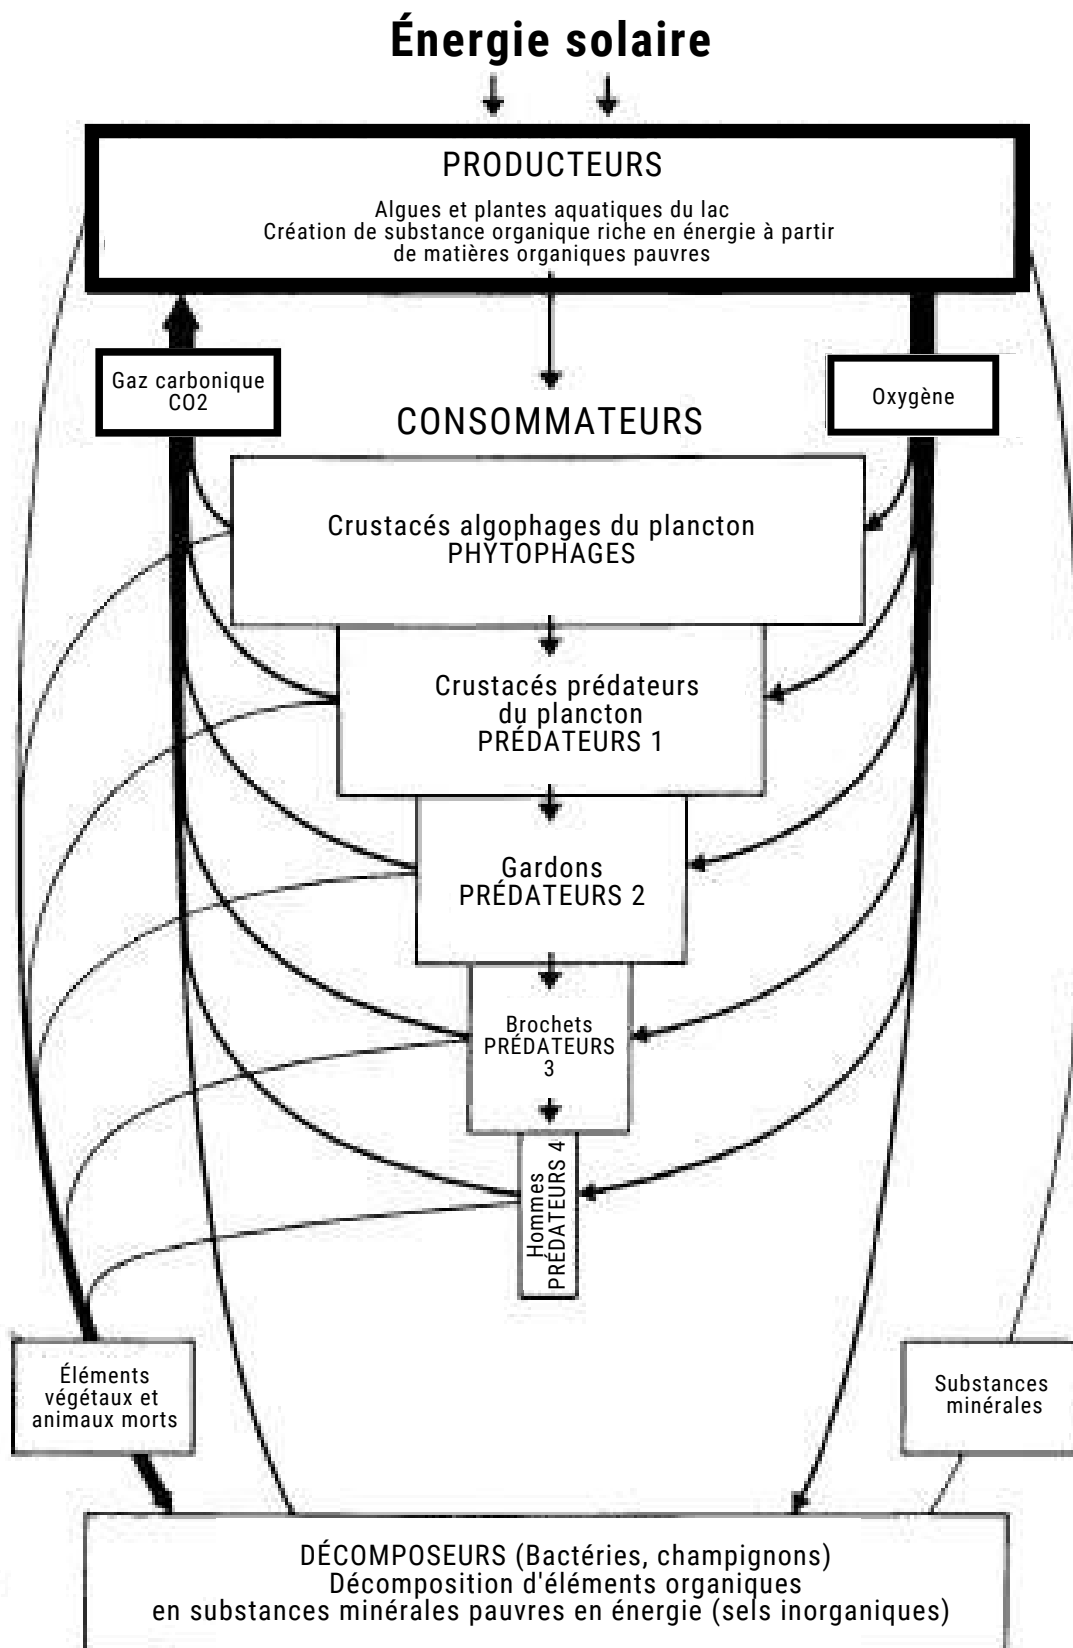 Énergie solaire
PRODUCTEURS
Algues et plantes aquatiques du lac
Création de substance organique riche en énergie à partir
de matières organiques pauvres
Gaz carbonique
CO2
Oxygène
CONSOMMATEURS
Crustacés algophages du plancton
PHYTOPHAGES
Crustacés prédateurs
du plancton
PRÉDATEURS 1
Gardons
PRÉDATEURS 2
Brochets
PRÉDATEURS
3
Hommes
PRÉDATEURS 4
Éléments
végétaux et
animaux morts
Substances
minérales
DÉCOMPOSEURS (Bactéries, champignons)
Décomposition d'éléments organiques
en substances minérales pauvres en énergie (sels inorganiques)